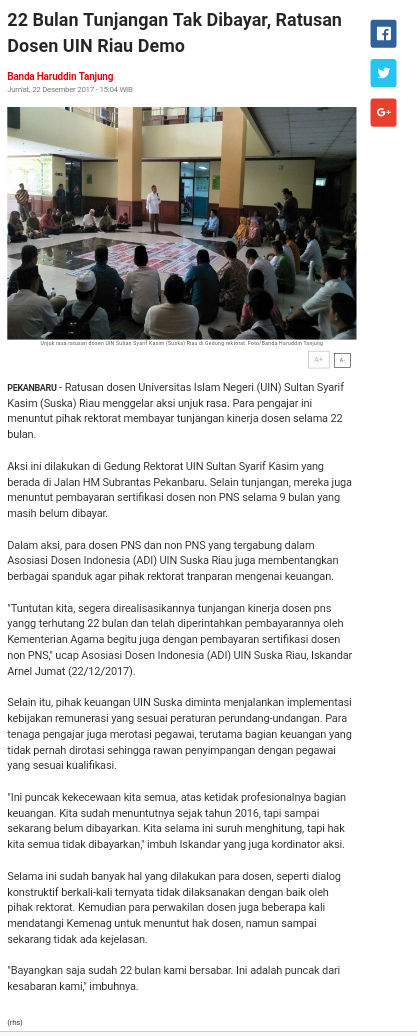 22 Bulan Tunjangan Tak Dibayar, Ratusan
Dosen UIN Riau Demo
Banda Haruddin Tanjung
Jum'at, 22 Desember 2017 - 15:04 WIB
G+
Unjuk rasa ratusan dosen UIN Sultan Syarif Kasim (Suska) Riau di Gedung rektorat. Foto/Banda Haruddin Tanjung
A+ A-
PEKANBARU - Ratusan dosen Universitas Islam Negeri (UIN) Sultan Syarif
Kasim (Suska) Riau menggelar aksi unjuk rasa. Para pengajar ini
menuntut pihak rektorat membayar tunjangan kinerja dosen selama 22
bulan.
Aksi ini dilakukan di Gedung Rektorat UIN Sultan Syarif Kasim yang
berada di Jalan HM Subrantas Pekanbaru. Selain tunjangan, mereka juga
menuntut pembayaran sertifikasi dosen non PNS selama 9 bulan yang
masih belum dibayar.
Dalam aksi, para dosen PNS dan non PNS yang tergabung dalam
Asosiasi Dosen Indonesia (ADI) UIN Suska Riau juga membentangkan
berbagai spanduk agar pihak rektorat tranparan mengenai keuangan.
"Tuntutan kita, segera direalisasikannya tunjangan kinerja dosen pns
yangg terhutang 22 bulan dan telah diperintahkan pembayarannya oleh
Kementerian Agama begitu juga dengan pembayaran sertifikasi dosen
non PNS," ucap Asosiasi Dosen Indonesia (ADI) UIN Suska Riau, Iskandar
Arnel Jumat (22/12/2017).
Selain itu, pihak keuangan UIN Suska diminta menjalankan implementasi
kebijakan remunerasi yang sesuai peraturan perundang-undangan. Para
tenaga pengajar juga merotasi pegawai, terutama bagian keuangan yang
tidak pernah dirotasi sehingga rawan penyimpangan dengan pegawai
yang sesuai kualifikasi.
"Ini puncak kekecewaan kita semua, atas ketidak profesionalnya bagian
keuangan. Kita sudah menuntutnya sejak tahun 2016, tapi sampai
sekarang belum dibayarkan. Kita selama ini suruh menghitung, tapi hak
kita semua tidak dibayarkan," imbuh Iskandar yang juga kordinator aksi.
Selama ini sudah banyak hal yang dilakukan para dosen, seperti dialog
konstruktif berkali-kali ternyata tidak dilaksanakan dengan baik oleh
pihak rektorat. Kemudian para perwakilan dosen juga beberapa kali
mendatangi Kemenag untuk menuntut hak dosen, namun sampai
sekarang tidak ada kejelasan.
"Bayangkan saja sudah 22 bulan kami bersabar. Ini adalah puncak dari
kesabaran kami," imbuhnya.
(rhs)